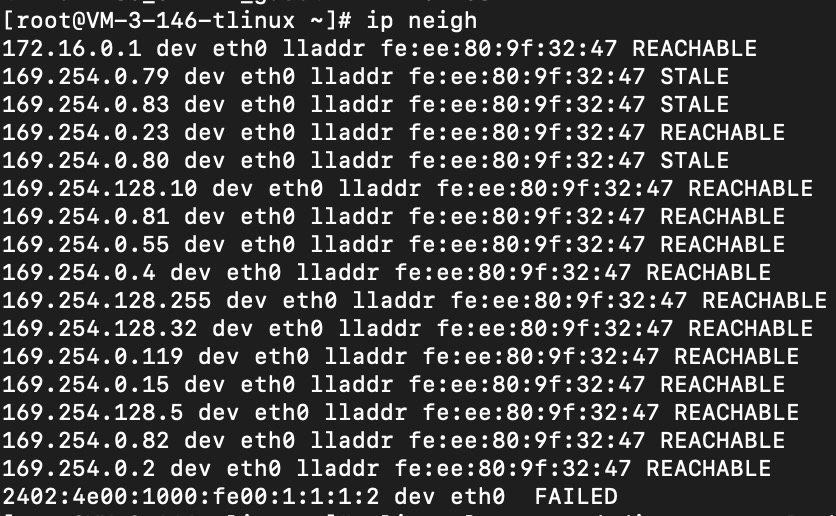 [root@VM-3-146-tlinux ~]# ip neigh
172.16.0.1 dev eth0 lladdr fe:ee:80:9f:32:47 REACHABLE
169.254.0.79 dev eth0 lladdr fe:ee:80:9f:32:47 STALE
169.254.0.83 dev eth0 lladdr fe:ee:80:9f:32:47 STALE
169.254.0.23 dev eth0 lladdr fe:ee:80:9f:32:47 REACHABLE
169.254.0.80 dev eth0 lladdr fe:ee:80:9f:32:47 STALE
169.254.128.10 dev eth0 lladdr fe:ee:80:9f:32:47 REACHABLE
169.254.0.81 dev eth0 lladdr fe:ee:80:9f:32:47 REACHABLE
169.254.0.55 dev eth0 lladdr fe:ee:80:9f:32:47 REACHABLE
169.254.0.4 dev eth0 lladdr fe:ee:80:9f:32:47 REACHABLE
169.254.128.255 dev eth0 lladdr fe:ee:80:9f:32:47 REACHABLE
169.254.128.32 dev eth0 lladdr fe:ee:80:9f:32:47 REACHABLE
169.254.0.119 dev eth0 lladdr fe:ee:80:9f:32:47 REACHABLE
169.254.0.15 dev eth0 lladdr fe:ee:80:9f:32:47 REACHABLE
169.254.128.5 dev eth0 lladdr fe:ee:80:9f:32:47 REACHABLE
169.254.0.82 dev eth0 lladdr fe:ee:80:9f:32:47 REACHABLE
169.254.0.2 dev eth0 lladdr fe:ee:80:9f:32:47 REACHABLE
2402:4e00:1000:fe00:1:1:1:2 dev eth0  FAILED